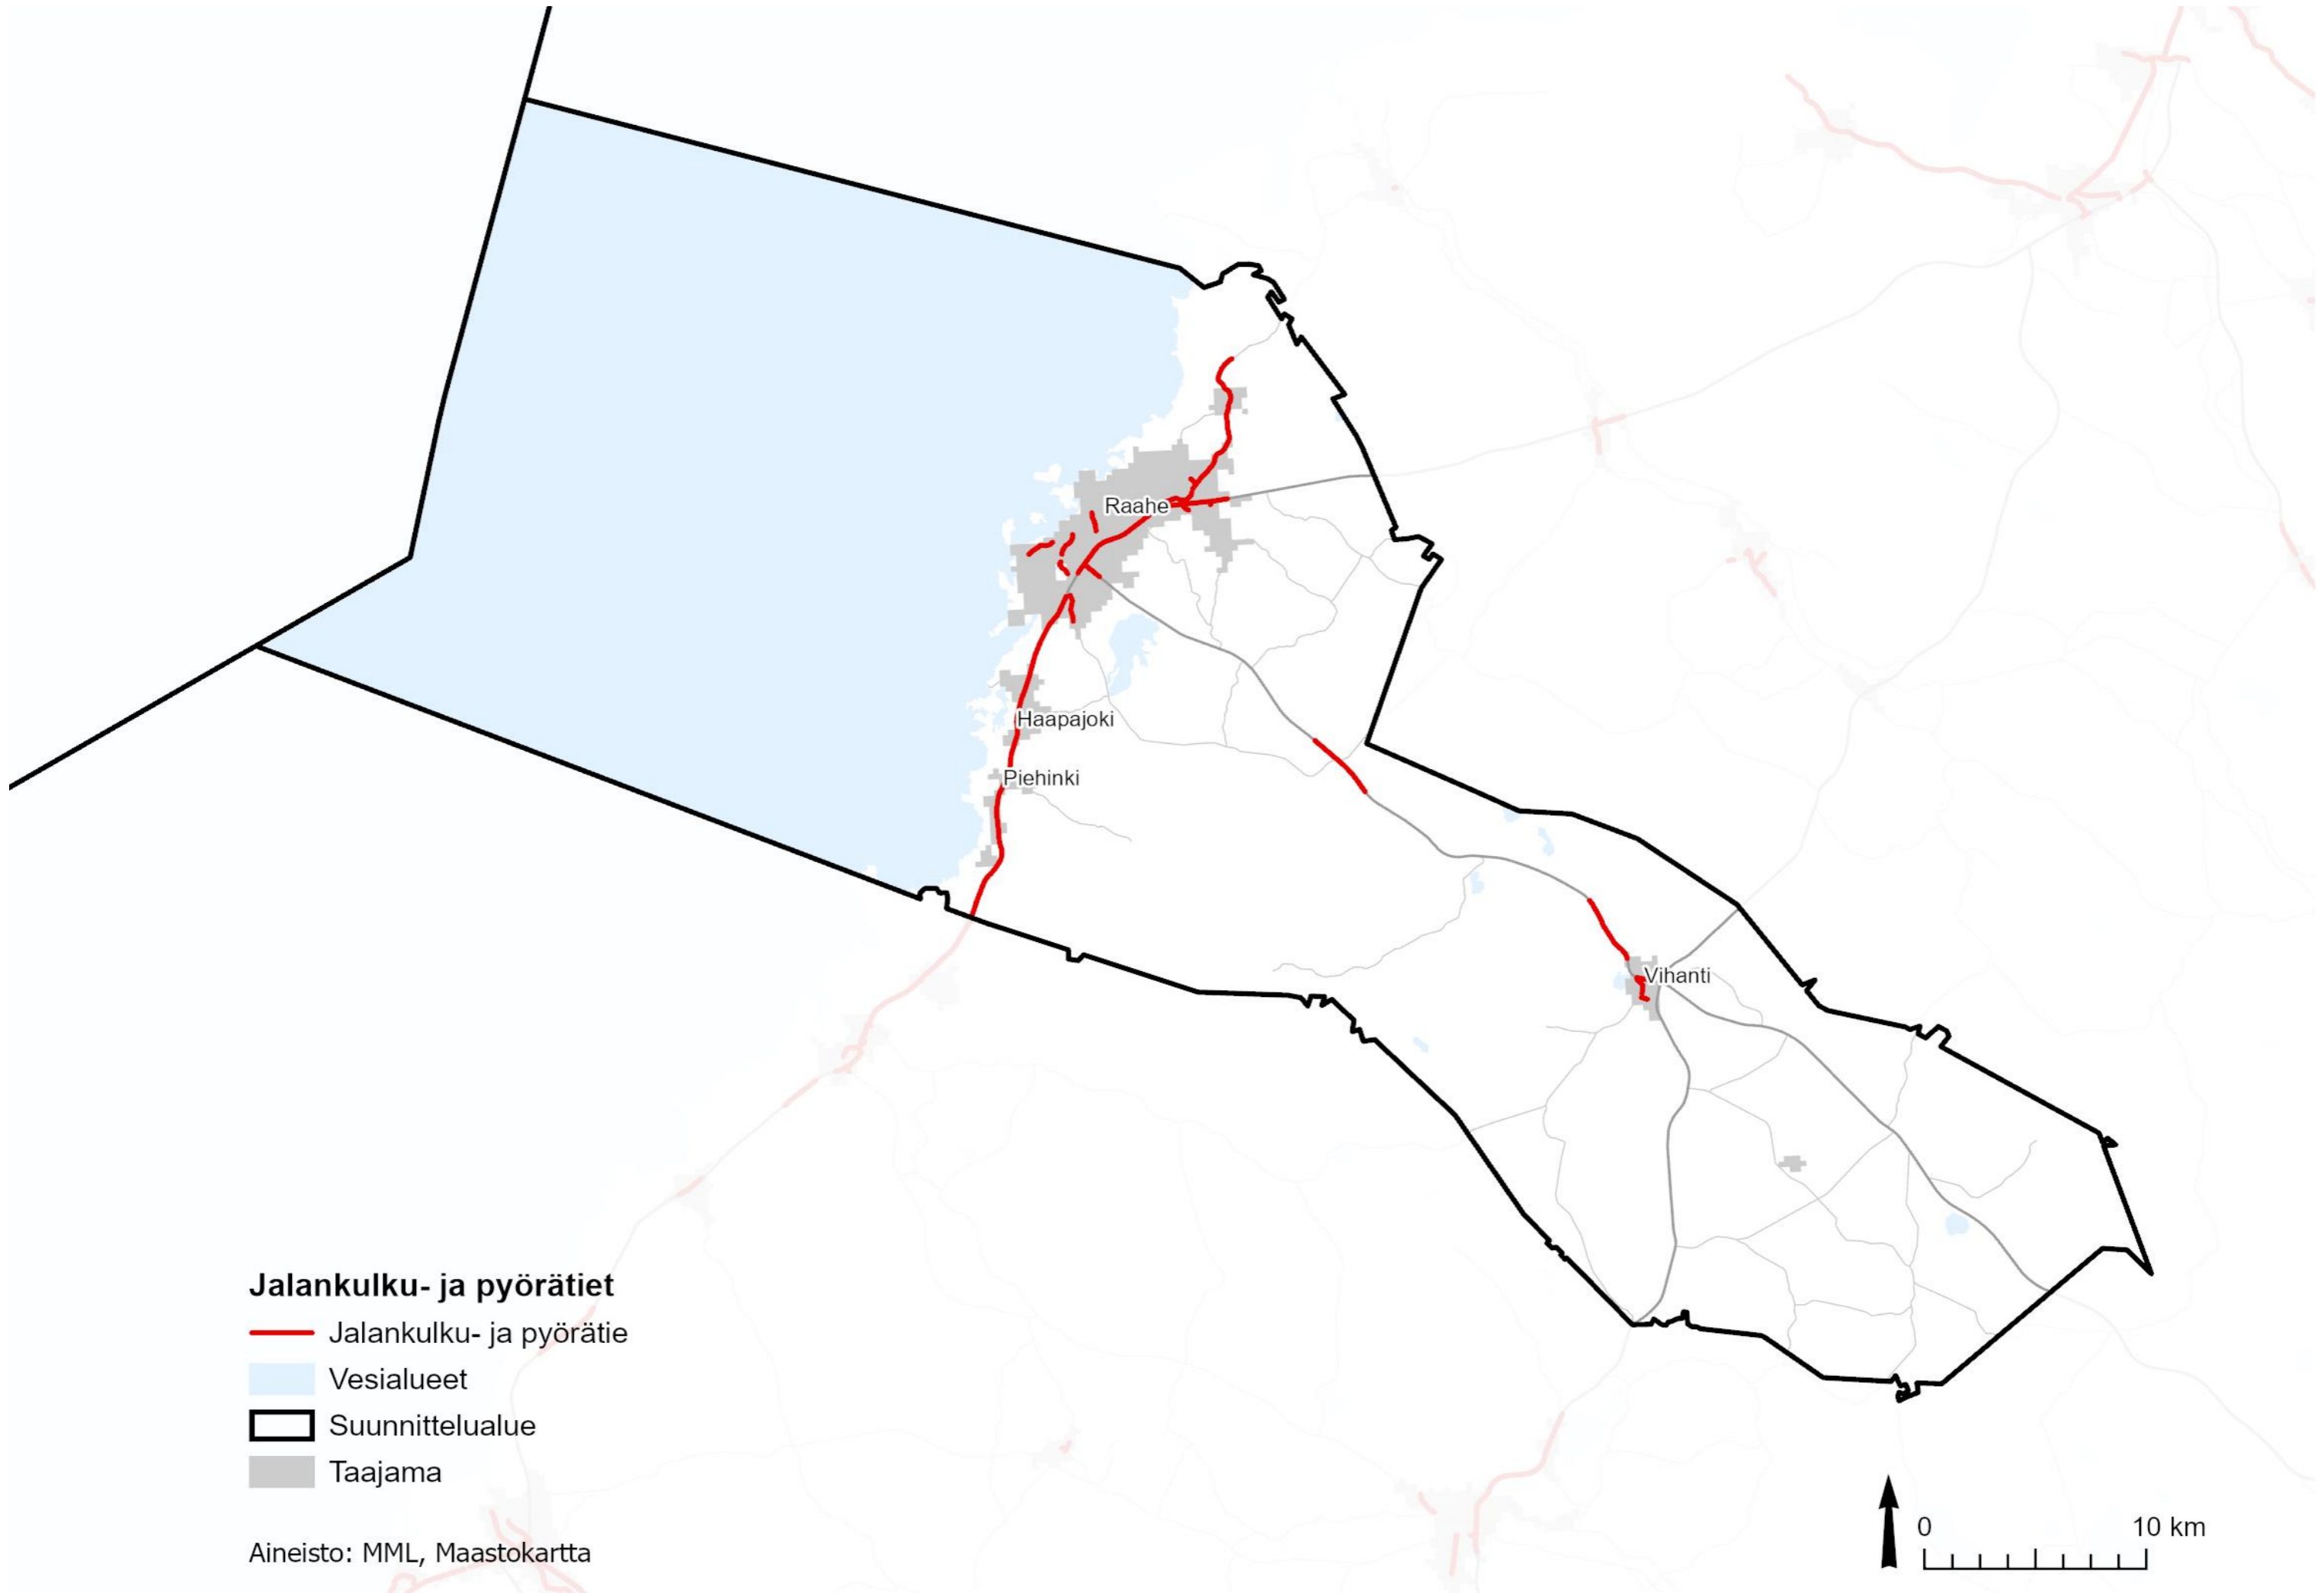 Raahe
Haapajoki
Piehinki
Vihanti
Jalankulku- ja pyörätiet
Jalankulku- ja pyörätie
Vesialueet
Suunnittelualue
Taajama
Aineisto: MML, Maastokartta
0 10 km